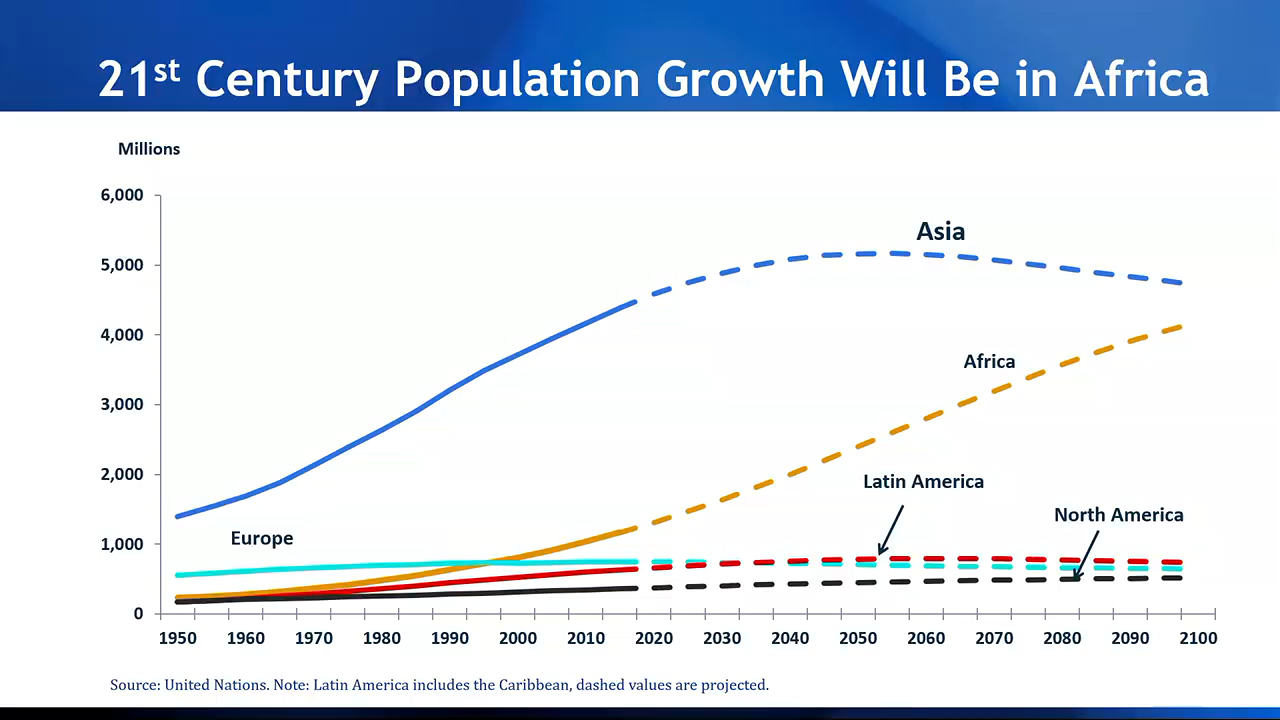 21st Century Population Growth Will Be in Africa
Millions
6,000
5,000
4,000
3,000
2,000
1,000
0
Asia
Africa
Latin America
North America
Europe
1950 1960 1970 1980 1990 2000 2010 2020 2030 2040 2050 2060 2070 2080 2090 2100
Source: United Nations. Note: Latin America includes the Caribbean, dashed values are projected.